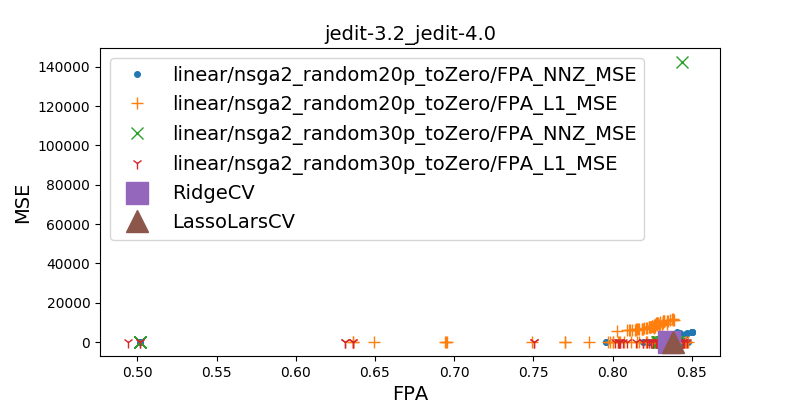 jedit-3.2_jedit-4.0
linear/nsga2_random20p_toZero/FPA_NNZ_MSE
linear/nsga2_random20p_toZero/FPA_L1_MSE
linear/nsga2_random30p_toZero/FPA_NNZ_MSE
linear/nsga2_random30p_toZero/FPA_L1_MSE
RidgeCV
LassoLarsCV
MSE
140000
120000
100000
80000
60000
40000
20000
0
0.50 0.55 0.60 0.65 0.70 0.75 0.80 0.85
FPA